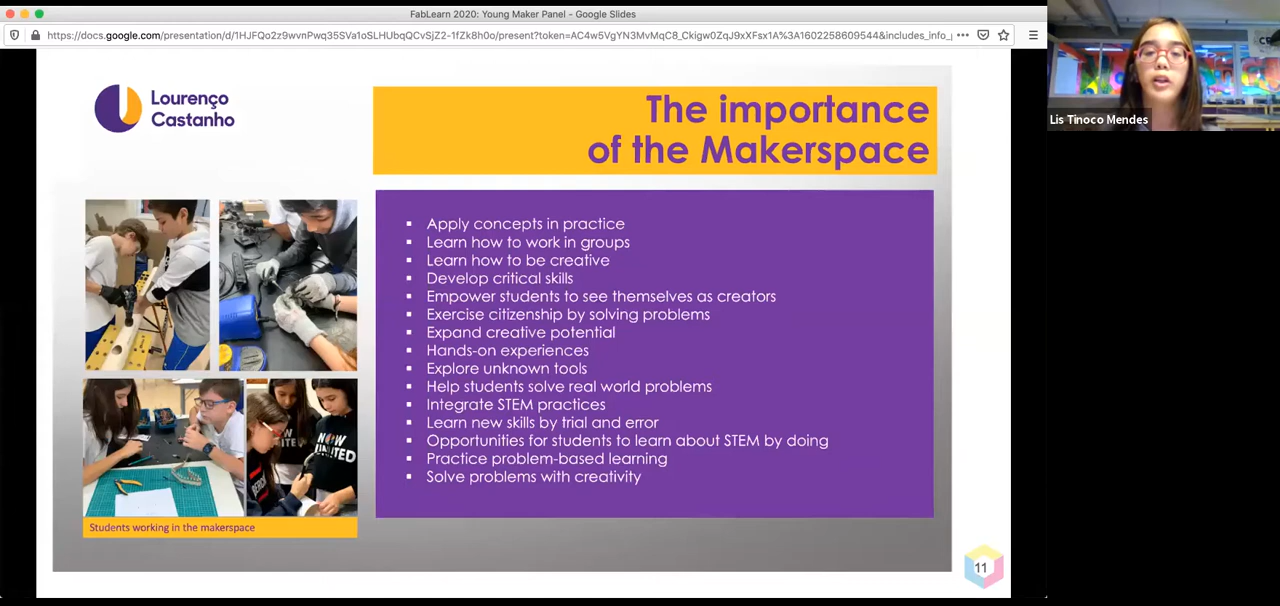 FabLearn 2020: Young Maker Panel - Google Slides
https://docs.google.com/presentation/d/1HJFQo2z9wvnPwq35SVa1oSLHUbqQCvSjZ2-1fZk8h0o/present?token=AC4w5VgYN3MvMqC8_Ckigw0ZqJ9xXFsx1A%3A1602258609544&includes_info_p
Lourenço
Castanho
The importance
of the Makerspace
▪ Apply concepts in practice
▪ Learn how to work in groups
▪ Learn how to be creative
▪ Develop critical skills
▪ Empower students to see themselves as creators
▪ Exercise citizenship by solving problems
▪ Expand creative potential
▪ Hands-on experiences
▪ Explore unknown tools
▪ Help students solve real world problems
▪ Integrate STEM practices
▪ Learn new skills by trial and error
▪ Opportunities for students to learn about STEM by doing
▪ Practice problem-based learning
▪ Solve problems with creativity
NOW
UNITED
Students working in the makerspace
11
Lis Tinoco Mendes